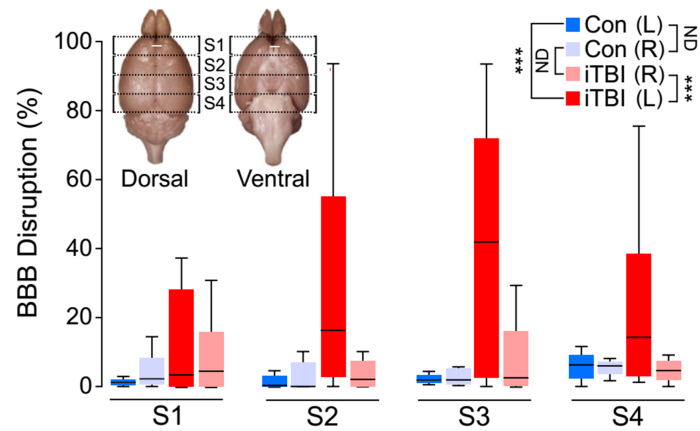 BBB Disruption (%)
100
80
60
40
20
0
S1
S2
S3
S4
Dorsal
Ventral
Con (L)
Con (R)
iTBI (R)
iTBI (L)
***
ND
ND
***
S1
S2
S3
S4